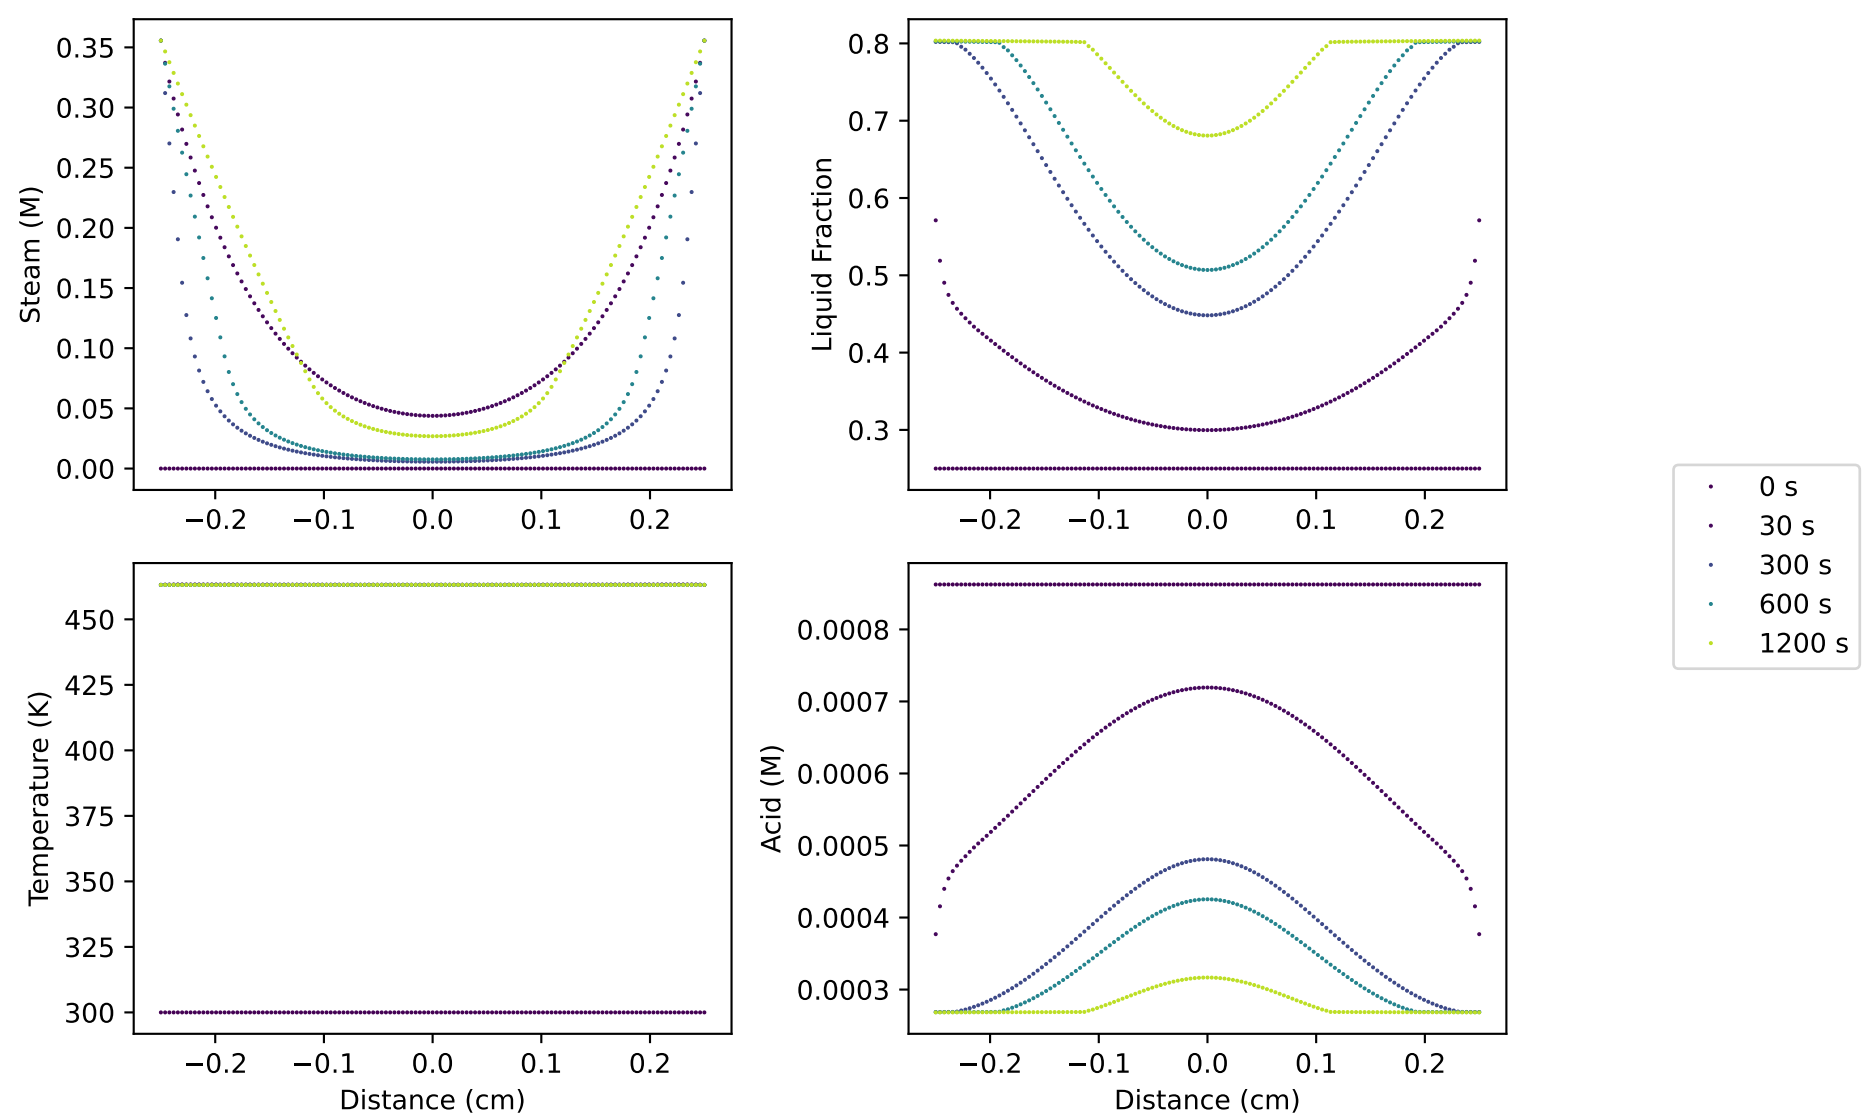 0.35
0.30
0.25
0.20
0.15
0.10
0.05
0.00
Steam (M)
−0.2 −0.1 0.0 0.1 0.2
0.8
0.7
0.6
0.5
0.4
0.3
Liquid Fraction
−0.2 −0.1 0.0 0.1 0.2
450
425
400
375
350
325
300
Temperature (K)
−0.2 −0.1 0.0 0.1 0.2
Distance (cm)
0.0008
0.0007
0.0006
0.0005
0.0004
0.0003
Acid (M)
−0.2 −0.1 0.0 0.1 0.2
Distance (cm)
0 s
30 s
300 s
600 s
1200 s